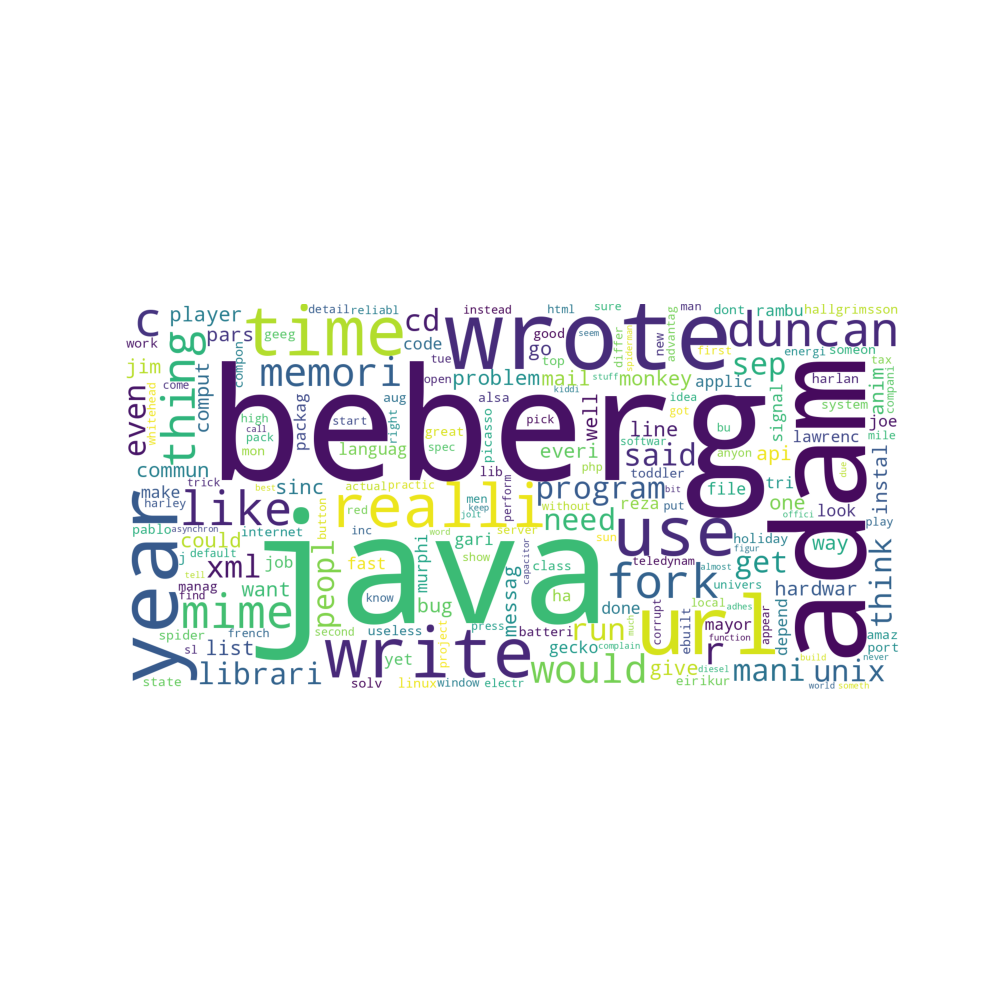 beberg
java
adam
wrote
year
write
use
url
time
realli
like
fork
duncan
thing
mime
memori
would
librari
unix
mani
program
need
said
c
cd
sep
get
run
r
xml
peopl
think
even
give
player
pars
jim
comput
commun
sinc
could
want
job
list
make
way
hardwar
instal
one
look
tri
api
signal
anim
joe
applic
lawrenc
monkey
mail
problem
well
line
everi
go
good
code
packag
languag
murphi
messag
bug
gari
gecko
done
class
ha
yet
batteri
fast
toddler
reza
file
mayor
depend
port
amaz
eirikur
holiday
univers
teledynam
local
ebuilt
corrupt
appear
function
adhes
almost
figur
detail
reliabl
geeg
compon
work
come
whitehead
instead
html
sure
man
dont
rambu
hallgrimsson
new
advantag
first
differ
spiderman
energi
someon
tax
compani
harlan
system
mile
top
tue
open
seem
stuff
kiddi
idea
got
softwar
anyon
bu
php
bit
put
play
due
offici
alsa
pick
picasso
great
spec
aug
start
right
high
call
pack
mon
trick
harley
pablo
j
asynchron
best
internet
default
tell
manag
find
sl
french
spider
state
button
red
actual
practic
lib
perform
men
keep
without
inc
server
sun
word
jolt
press
show
capacitor
know
second
useless
project
solv
linux
window
electr
complain
much
diesel
build
never
world
someth